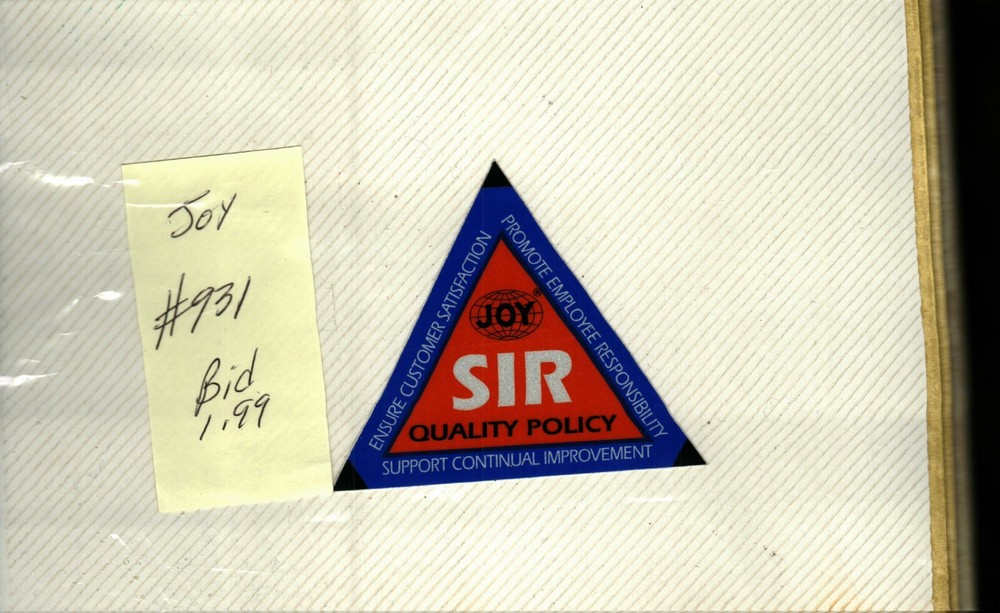 Joy
#931
Bid
1.99
ENSURE CUSTOMER SATISFACTION
PROMOTE EMPLOYEE RESPONSIBILITY
JOY®
SIR
QUALITY POLICY
SUPPORT CONTINUAL IMPROVEMENT